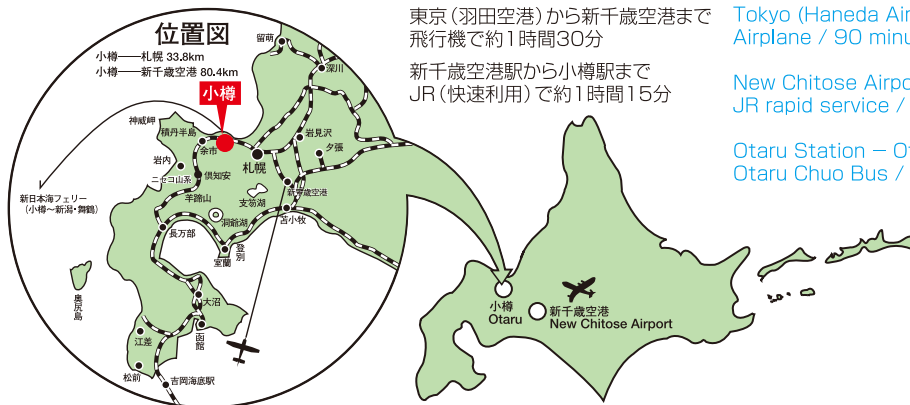 位置図
小樽——札幌 33.8km
小樽——新千歳空港 80.4km
小樽
留萌
深川
神威岬
積丹半島
余市
岩見沢
夕張
札幌
岩内
ニセコ山系
倶知安
新千歳空港
羊蹄山
支笏湖
新日本海フェリー
(小樽〜新潟・舞鶴)
洞爺湖
苫小牧
長万部
登別
室蘭
奥尻島
大沼
函館
江差
松前
吉岡海底駅
東京(羽田空港)から新千歳空港まで
飛行機で約1時間30分
新千歳空港駅から小樽駅まで
JR(快速利用)で約1時間15分
Tokyo (Haneda Air
Airplane / 90 minu
New Chitose Airpo
JR rapid service /
Otaru Station – Ot
Otaru Chuo Bus /
小樽
Otaru
新千歳空港
New Chitose Airport